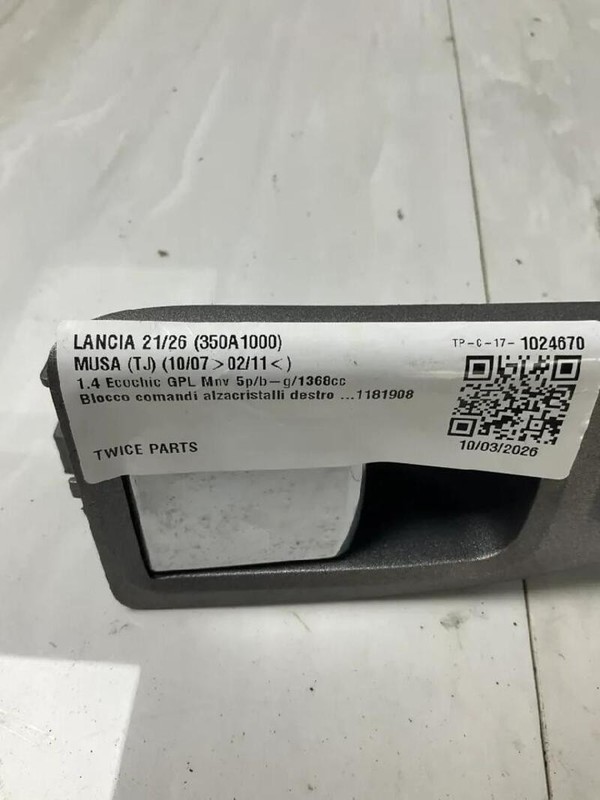 LANCIA 21/26 (350A1000)
MUSA (TJ) (10/07 > 02/11 < )
1.4 Ecochic GPL Mnv 5p/b-g/1368cc
Blocco comandi alzacristalli destro ...1181908
TWICE PARTS
TP-C-17- 1024670
10/03/2026